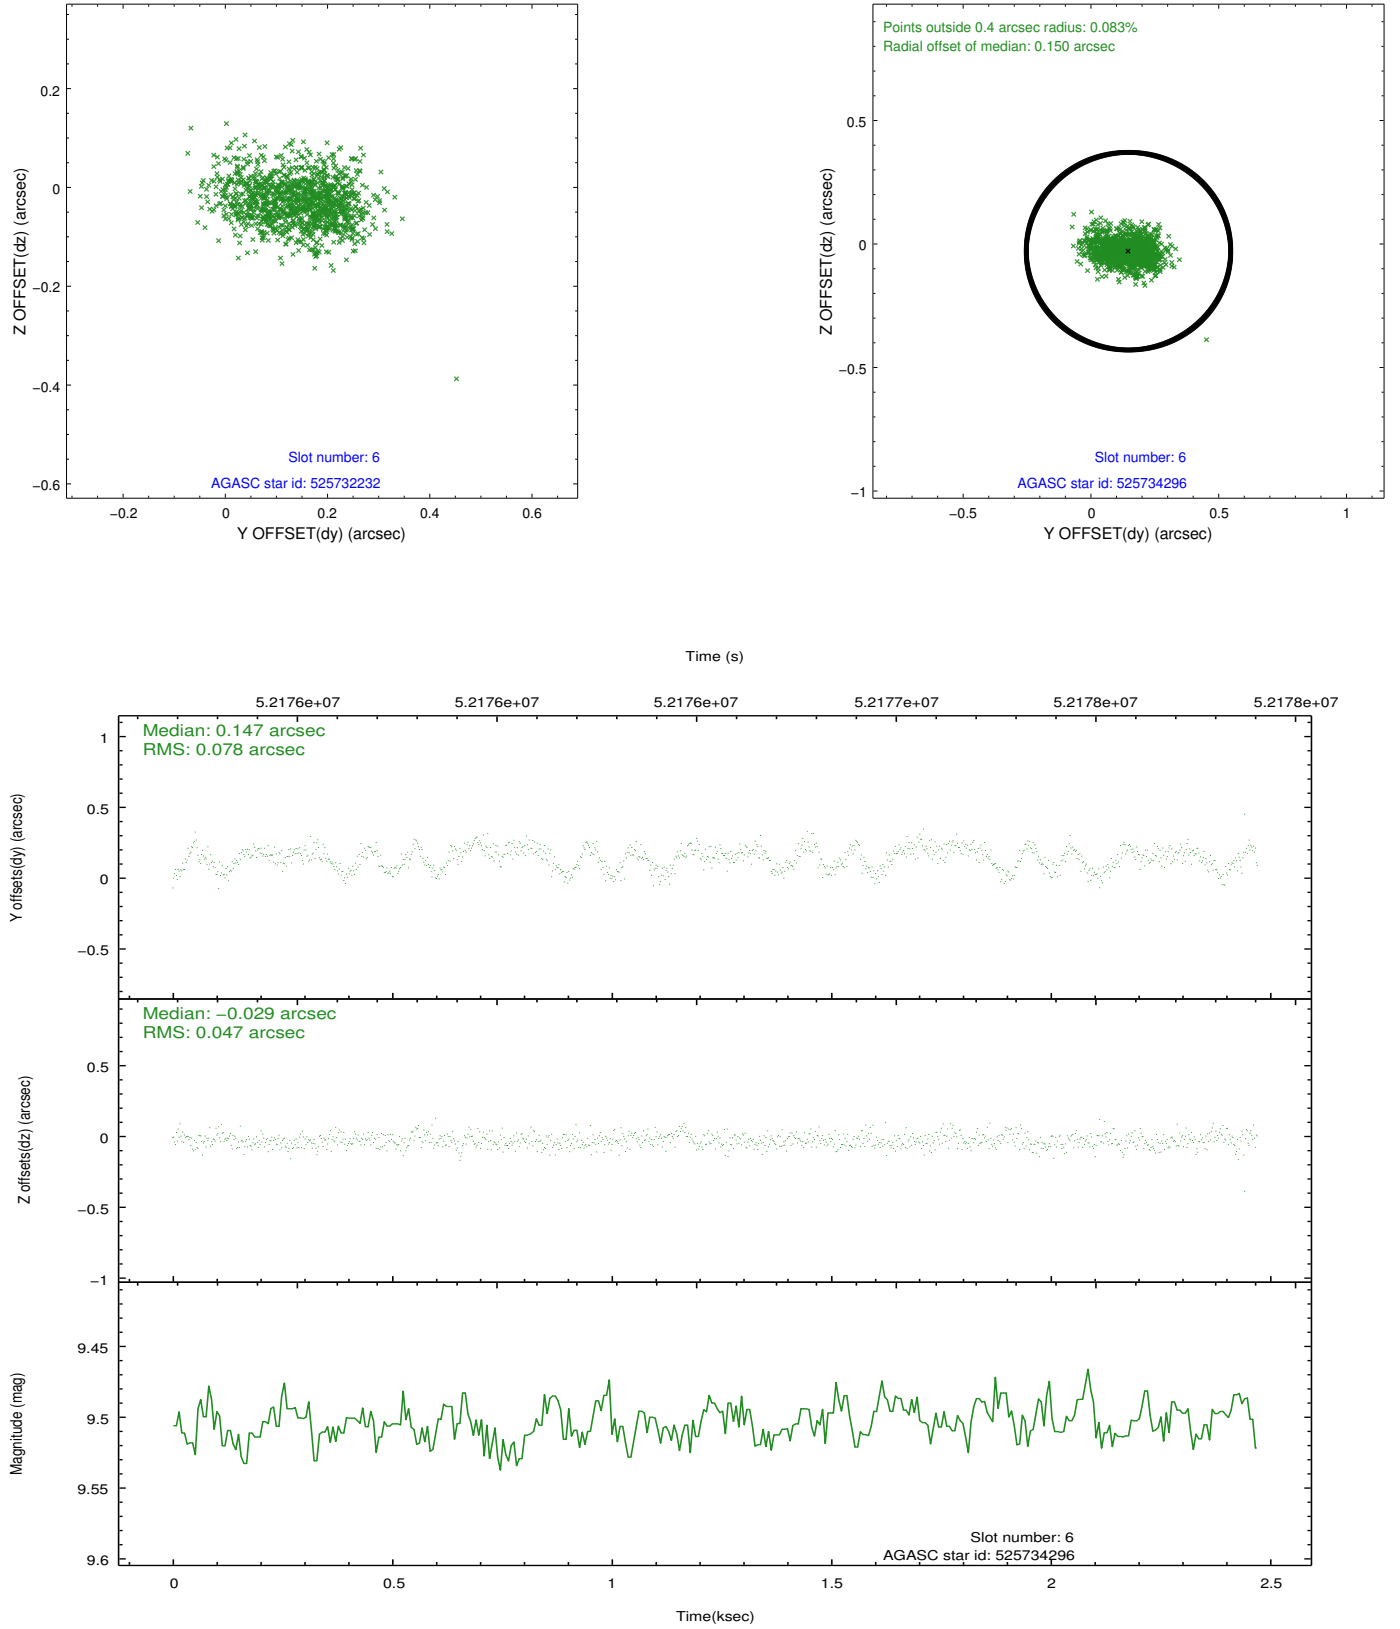 0.2
0
−0.2
−0.4
−0.6
Z OFFSET(dz) (arcsec)
Slot number: 6
AGASC star id: 525732232
−0.2 0 0.2 0.4 0.6
Y OFFSET(dy) (arcsec)
Points outside 0.4 arcsec radius: 0.083%
Radial offset of median: 0.150 arcsec
0.5
0
−0.5
−1
Z OFFSET(dz) (arcsec)
Slot number: 6
AGASC star id: 525734296
−0.5 0 0.5 1
Y OFFSET(dy) (arcsec)
Time (s)
5.2176e+07 5.2176e+07 5.2176e+07 5.2177e+07 5.2178e+07 5.2178e+07
Median: 0.147 arcsec
RMS: 0.078 arcsec
1
0.5
0
−0.5
Y offsets(dy) (arcsec)
Median: −0.029 arcsec
RMS: 0.047 arcsec
0.5
0
−0.5
−1
Z offsets(dz) (arcsec)
9.45
9.5
9.55
9.6
Magnitude (mag)
Slot number: 6
AGASC star id: 525734296
0 0.5 1 1.5 2 2.5
Time(ksec)